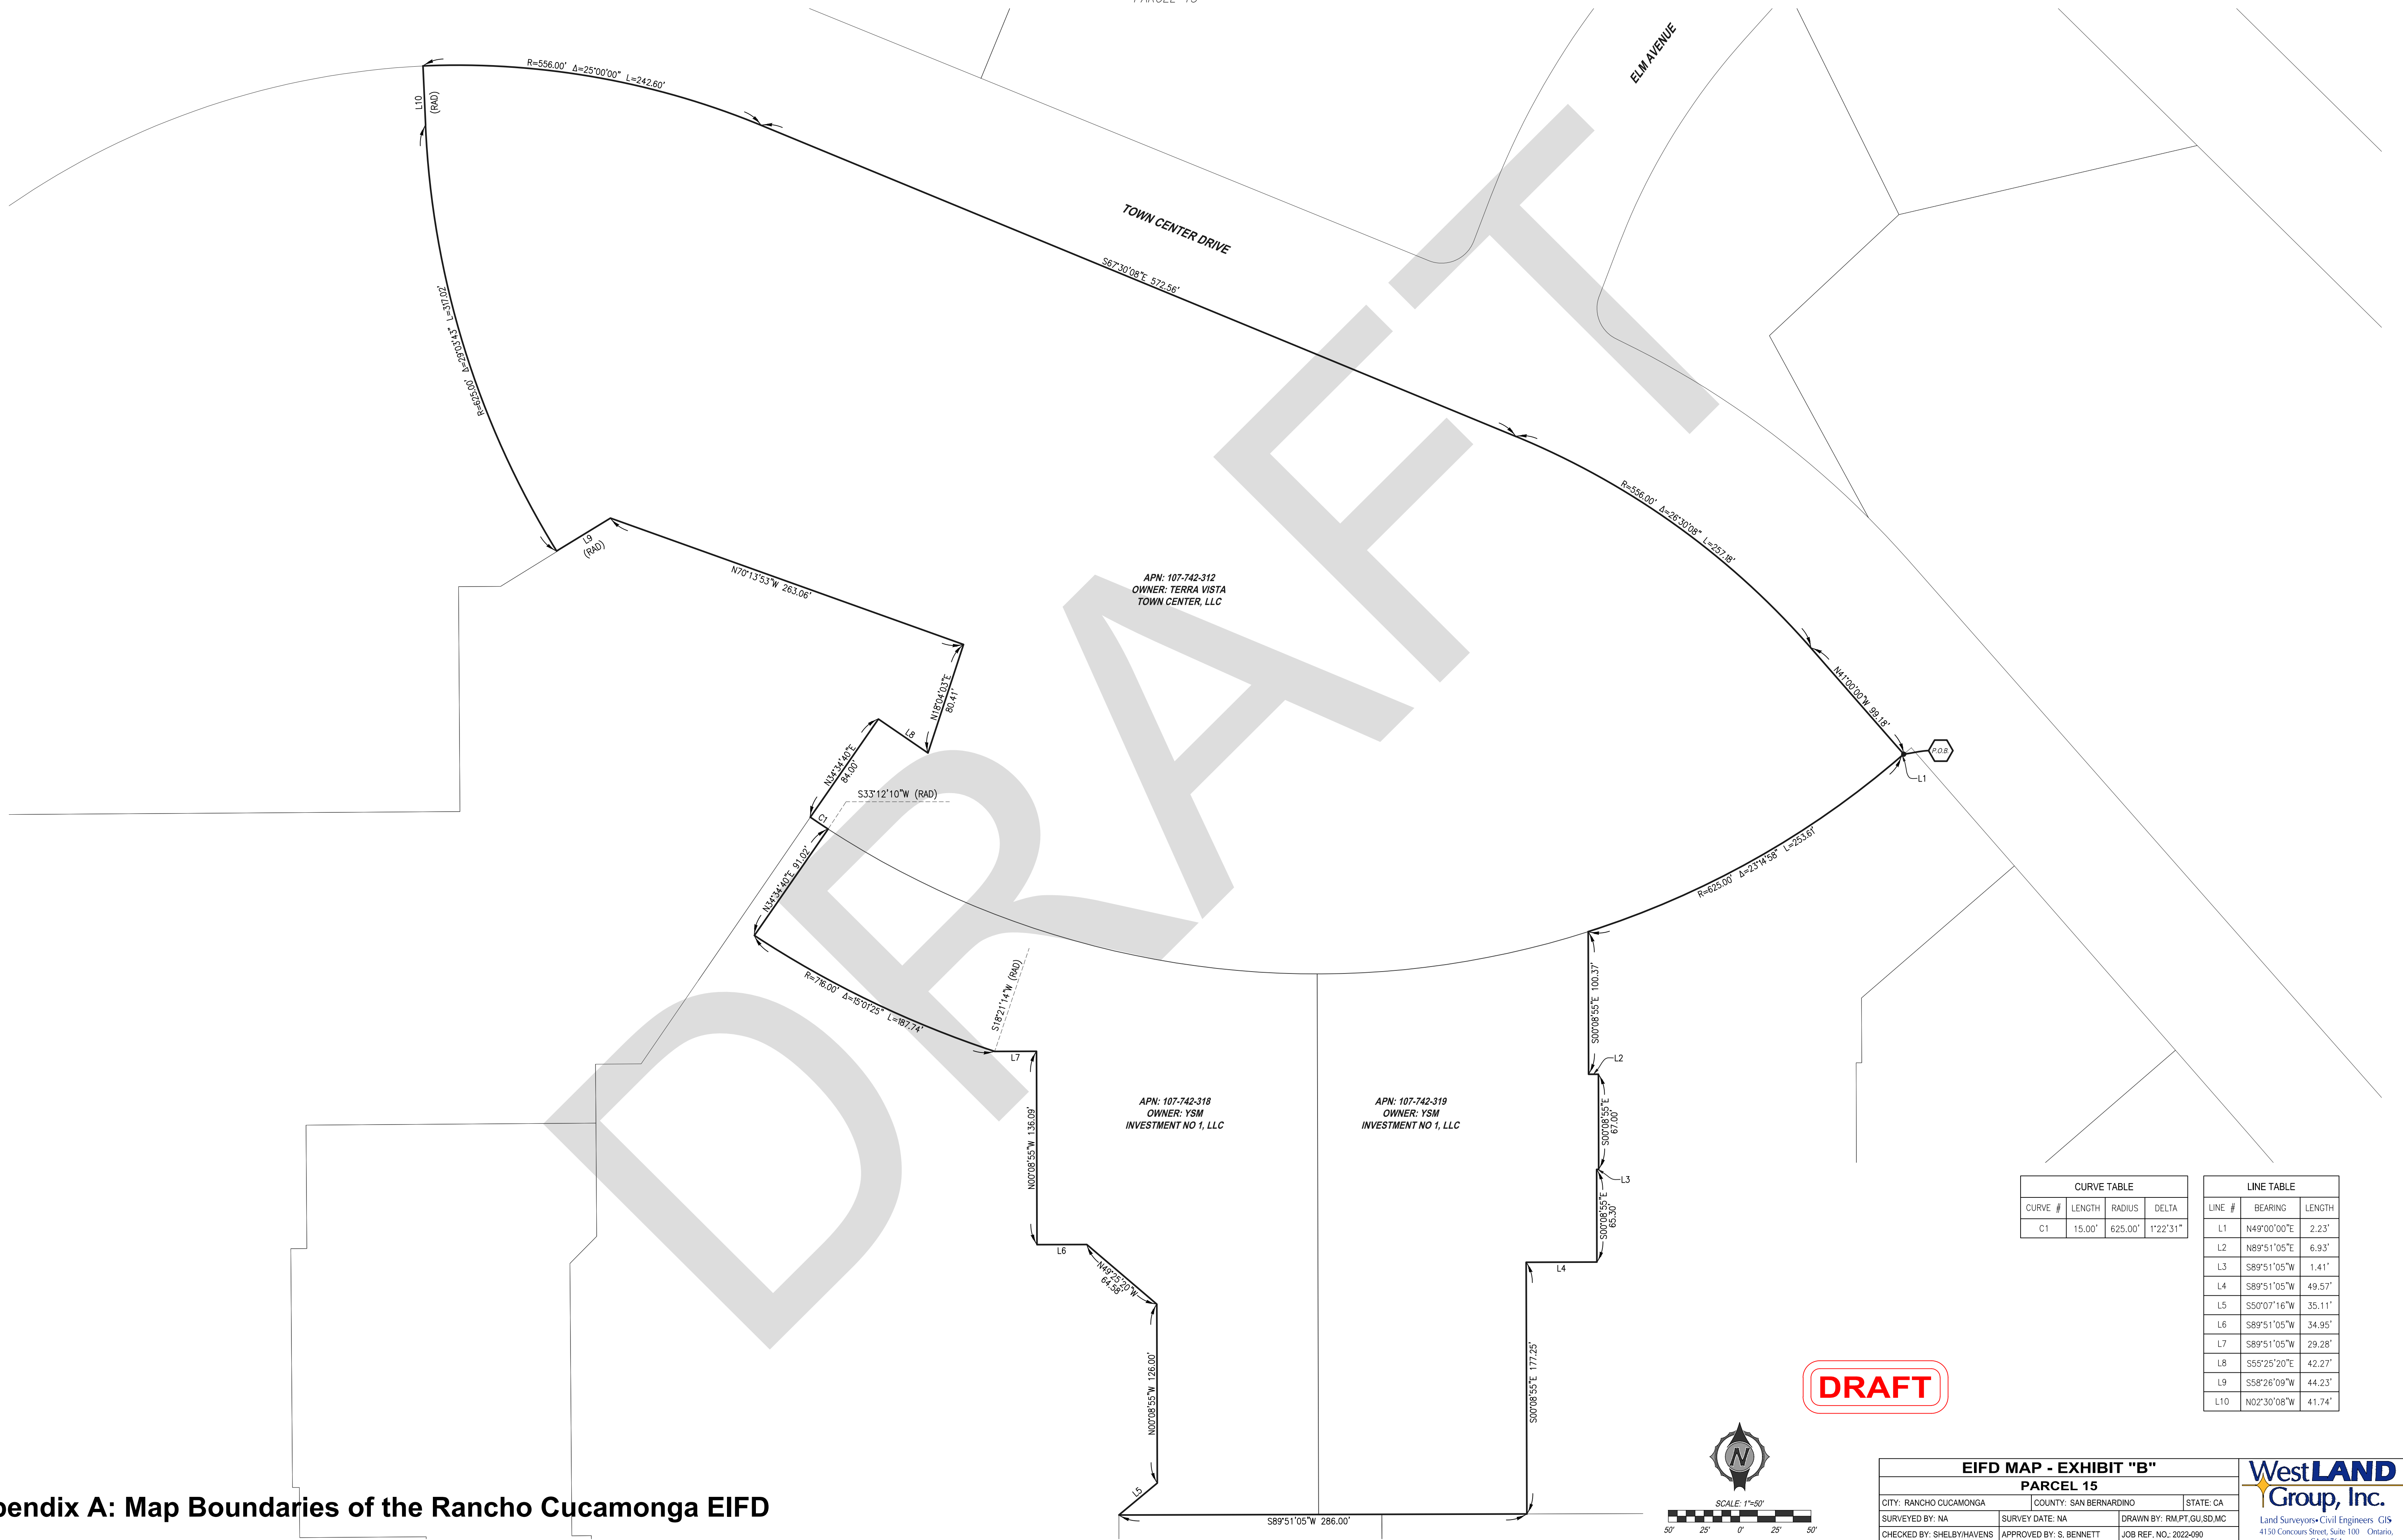 ELM AVENUE
R=556.00' Δ=25°00'00" L=242.60'
L10
(RAD)
TOWN CENTER DRIVE
S67°30'08"E 572.56'
R=625.00' Δ=29°03'43" L=317.02'
L9
(RAD)
N70°13'53"W 263.06'
R=556.00' Δ=26°30'08" L=257.18'
APN: 107-742-312
OWNER: TERRA VISTA
TOWN CENTER, LLC
N18°04'03"E
80.41'
L8
N41°00'00"W 99.18'
P.O.B.
L1
N34°34'40"E
84.00'
S33°12'10"W (RAD)
C1
N34°34'40"E 91.02'
R=625.00' Δ=23°14'58" L=253.61'
R=716.00' Δ=15°01'25" L=187.74'
S18°21'14"W (RAD)
S00°08'55"E 100.37'
L7
L2
N00°08'55"W 136.09'
APN: 107-742-318
OWNER: YSM
INVESTMENT NO 1, LLC
APN: 107-742-319
OWNER: YSM
INVESTMENT NO 1, LLC
S00°08'55"E
67.00'
L3
S00°08'55"E
65.30'
L6
L4
N49°25'20"W
64.58'
N00°08'55"W 126.00'
S00°08'55"E 177.25'
L5
S89°51'05"W 286.00'
DRAFT
CURVE TABLE
CURVE # LENGTH RADIUS DELTA
C1 15.00' 625.00' 1°22'31"
LINE TABLE
LINE # BEARING LENGTH
L1 N49°00'00"E 2.23'
L2 N89°51'05"E 6.93'
L3 S89°51'05"W 1.41'
L4 S89°51'05"W 49.57'
L5 S50°07'16"W 35.11'
L6 S89°51'05"W 34.95'
L7 S89°51'05"W 29.28'
L8 S55°25'20"E 42.27'
L9 S58°26'09"W 44.23'
L10 N02°30'08"W 41.74'
DRAFT
N
SCALE: 1"=50'
50' 25' 0' 25' 50'
EIFD MAP - EXHIBIT "B"
PARCEL 15
CITY: RANCHO CUCAMONGA COUNTY: SAN BERNARDINO STATE: CA
SURVEYED BY: NA SURVEY DATE: NA DRAWN BY: RM,PT,GU,SD,MC
CHECKED BY: SHELBY/HAVENS APPROVED BY: S. BENNETT JOB REF. NO.: 2022-090
WestLAND
Group, Inc.
Land Surveyors•Civil Engineers GIS•
4150 Concours Street, Suite 100 Ontario,
pendix A: Map Boundaries of the Rancho Cucamonga EIFD